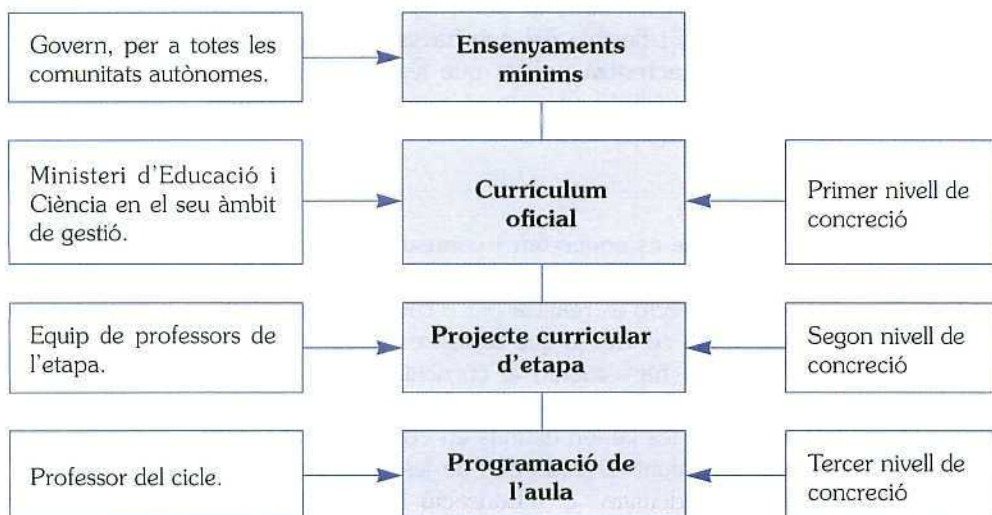 Govern, per a totes les
comunitats autònomes.
Ensenyaments
mínims
Ministeri d'Educació i
Ciència en el seu àmbit
de gestió.
Currículum
oficial
Primer nivell de
concreció
Equip de professors de
l'etapa.
Projecte curricular
d'etapa
Segon nivell de
concreció
Professor del cicle.
Programació de
l'aula
Tercer nivell de
concreció